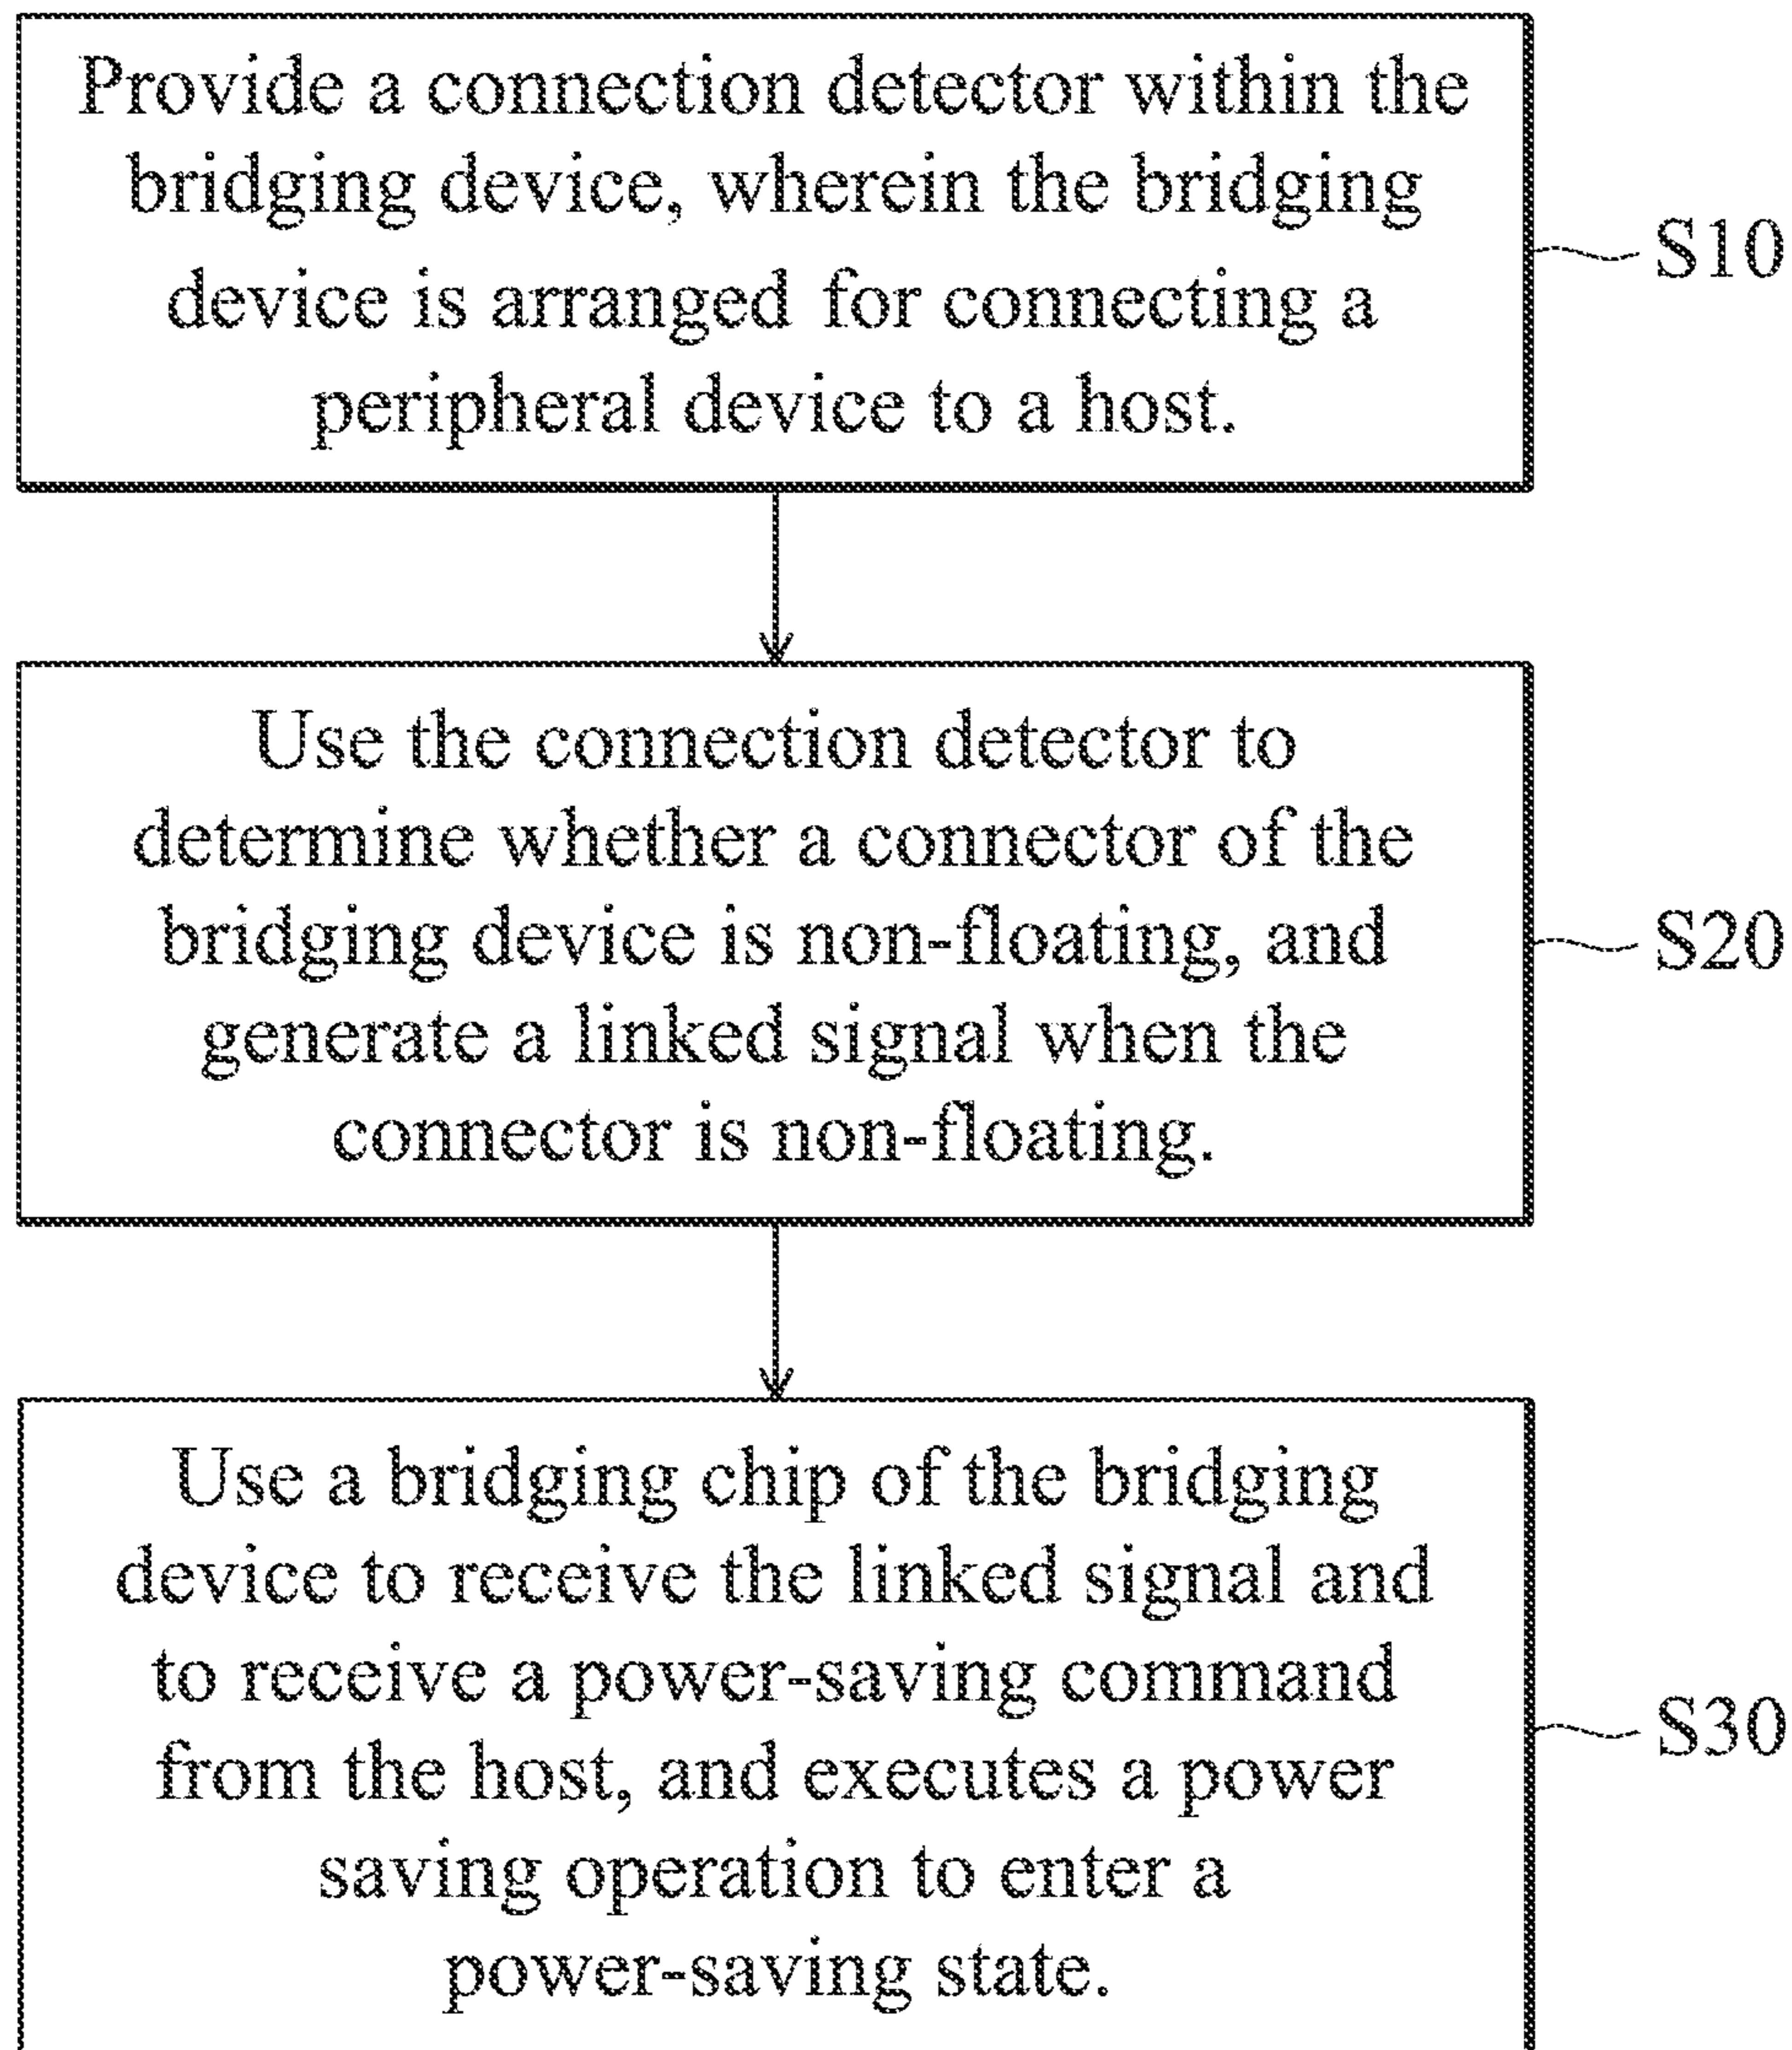 Provide a connection detector within the
bridging device, wherein the bridging
device is arranged for connecting a
peripheral device to a host.
S10
Use the connection detector to
determine whether a connector of the
bridging device is non-floating, and
generate a linked signal when the
connector is non-floating.
S20
Use a bridging chip of the bridging
device to receive the linked signal and
to receive a power-saving command
from the host, and executes a power
saving operation to enter a
power-saving state.
S30